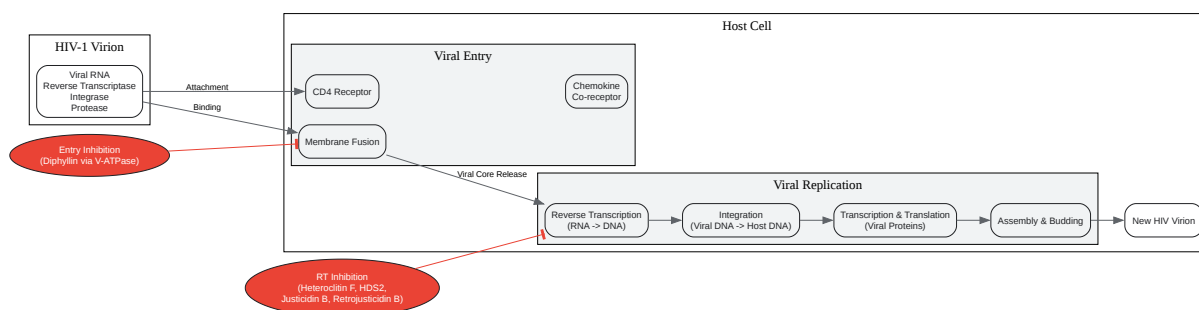 Host Cell
HIV-1 Virion
Viral RNA
Reverse Transcriptase
Integrase
Protease
Viral Entry
Attachment
CD4 Receptor
Chemokine
Co-receptor
Binding
Membrane Fusion
Entry Inhibition
(Diphyllin via V-ATPase)
Viral Core Release
Viral Replication
Reverse Transcription
(RNA -> DNA)
Integration
(Viral DNA -> Host DNA)
Transcription & Translation
(Viral Proteins)
Assembly & Budding
New HIV Virion
RT Inhibition
(Heteroclitin F, HDS2,
Justicidin B, Retrojusticidin B)